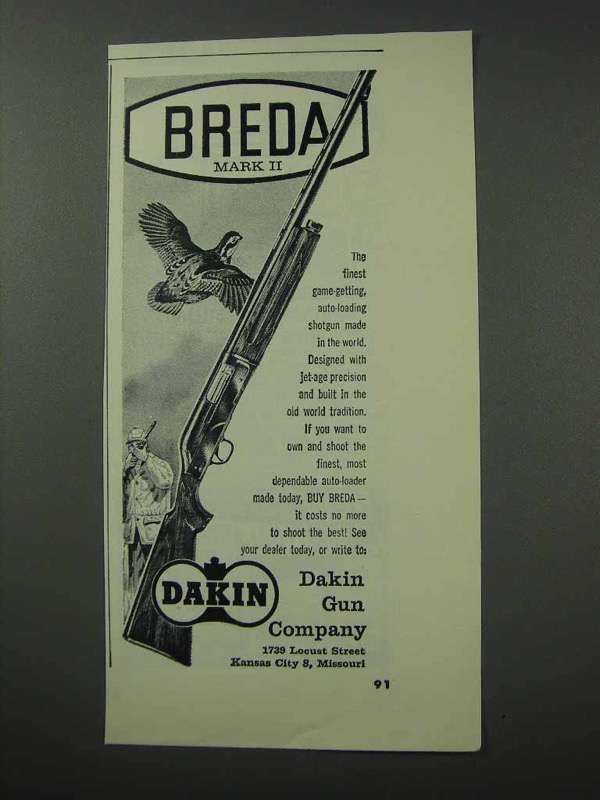 BREDA
MARK II
The
finest
game-getting,
auto-loading
shotgun made
in the world.
Designed with
jet-age precision
and built in the
old world tradition.
If you want to
own and shoot the
finest, most
dependable auto-loader
made today, BUY BREDA—
it costs no more
to shoot the best! See
your dealer today, or write to:
DAKIN
Dakin
Gun
Company
1739 Locust Street
Kansas City 8, Missouri
91